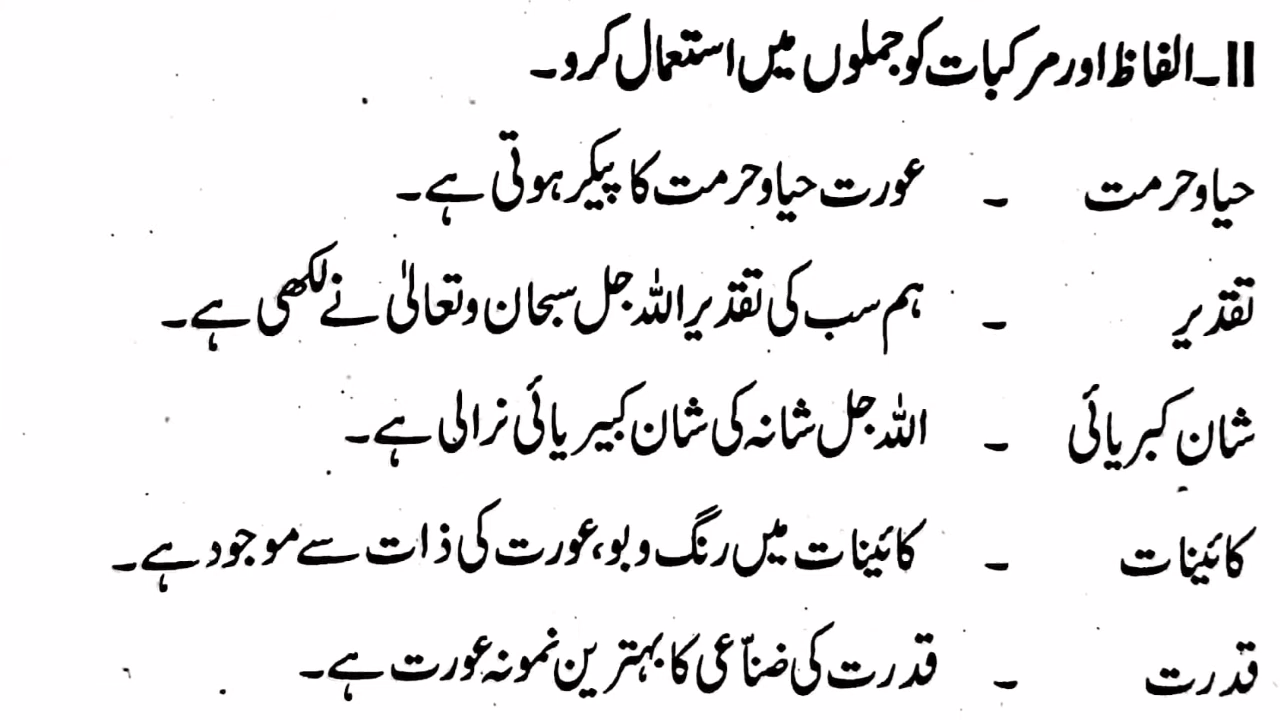 II۔ الفاظ اور مرکبات کو جملوں میں استعمال کرو۔
حیا و حرمت ۔ عورت حیا و حرمت کا پیکر ہوتی ہے۔
تقدیر ۔ ہم سب کی تقدیر اللہ جل سبحان و تعالیٰ نے لکھی ہے۔
شان کبریائی ۔ اللہ جل شانہ کی شان کبیریائی نرالی ہے۔
کائینات ۔ کائینات میں رنگ و بو، عورت کی ذات سے موجود ہے۔
قدرت ۔ قدرت کی ضنّاعی کا بہترین نمونہ عورت ہے۔